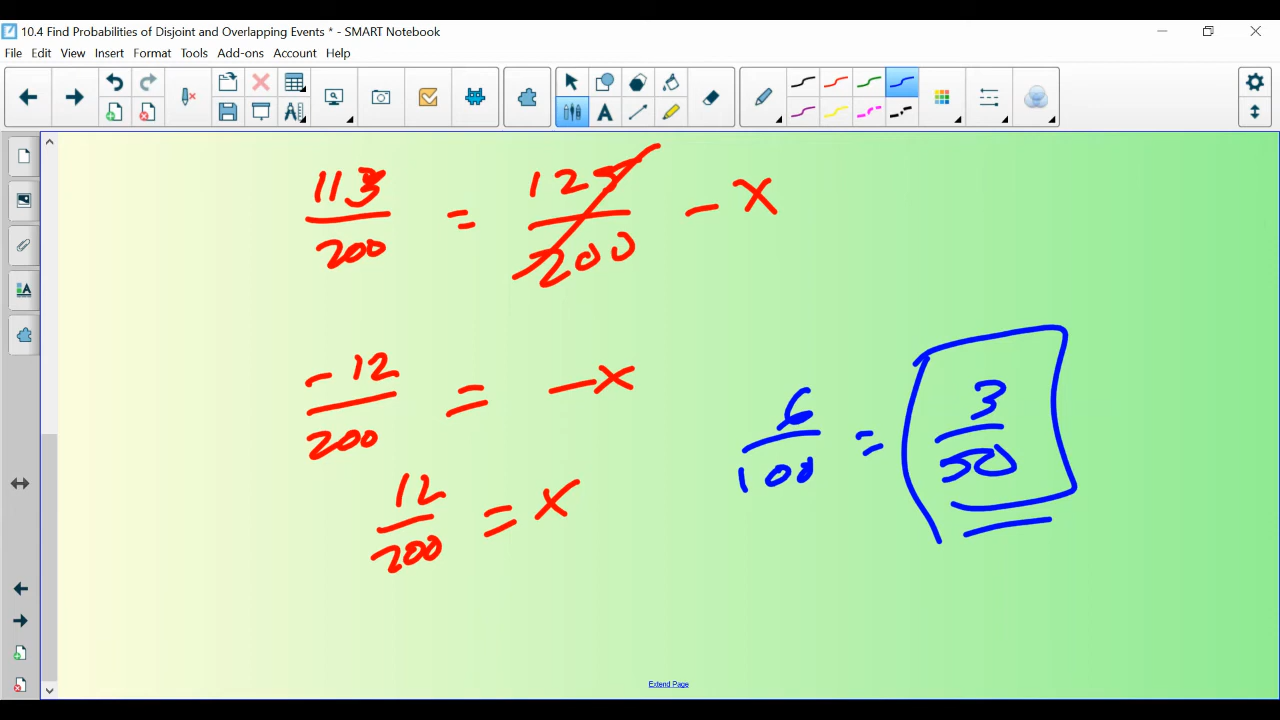 10.4 Find Probabilities of Disjoint and Overlapping Events * - SMART Notebook
File Edit View Insert Format Tools Add-ons Account Help
113/200 = 125/200 - x
-12/200 = -x
12/200 = x
6/100 = 3/50
Extend Page